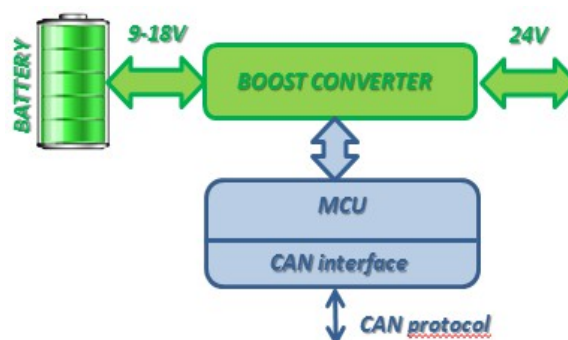 BATTERY
9-18V
24V
BOOST CONVERTER
MCU
CAN interface
CAN protocol